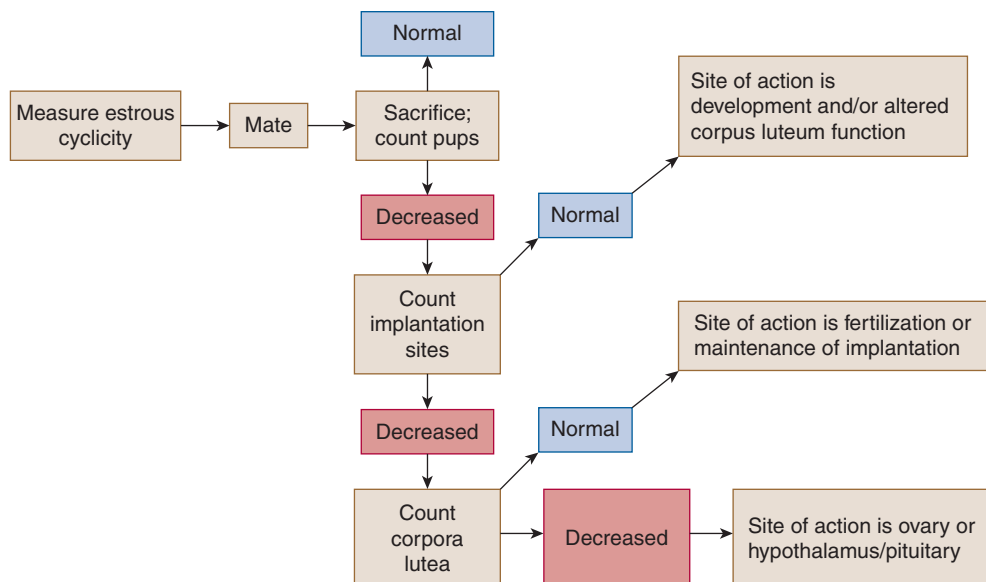 Measure estrous
cyclicity
Mate
Sacrifice;
count pups
Normal
Decreased
Count
implantation
sites
Normal
Site of action is
development and/or altered
corpus luteum function
Decreased
Count
corpora
lutea
Normal
Site of action is fertilization or
maintenance of implantation
Decreased
Site of action is ovary or
hypothalamus/pituitary